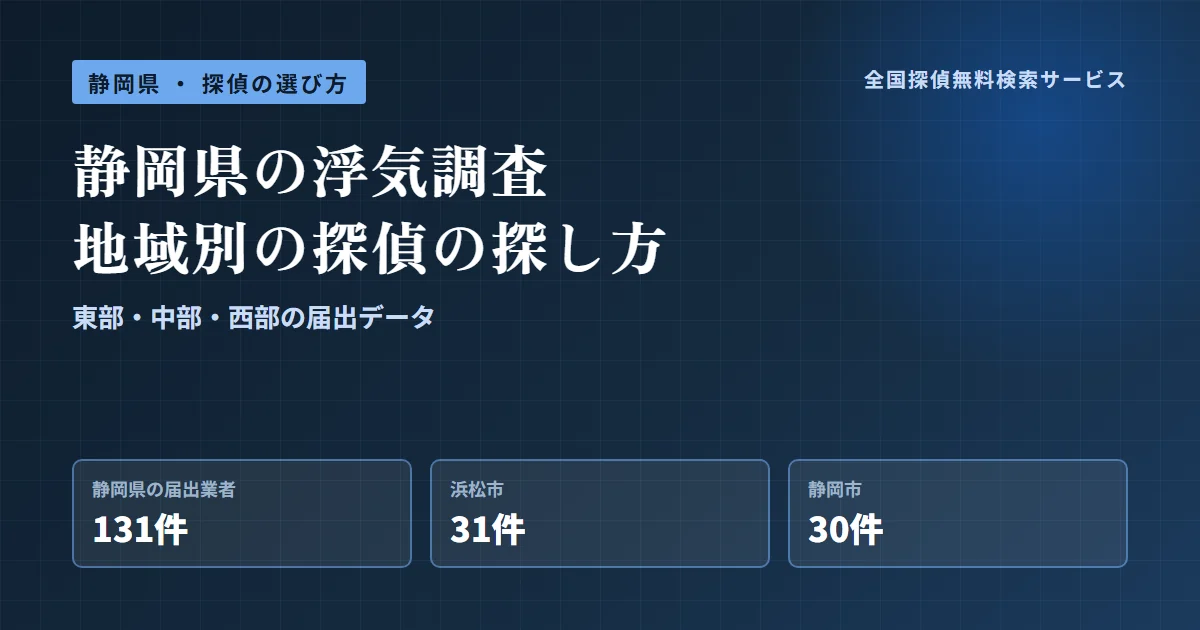 静岡県 ・ 探偵の選び方
全国探偵無料検索サービス
静岡県の浮気調査
地域別の探偵の探し方
東部・中部・西部の届出データ
静岡県の届出業者
131件
浜松市
31件
静岡市
30件